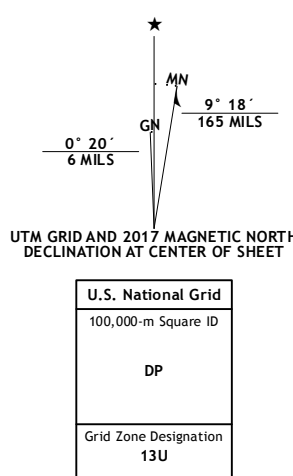 ★
MN
GN
9° 18´
165 MILS
0° 20´
6 MILS
UTM GRID AND 2017 MAGNETIC NORTH
DECLINATION AT CENTER OF SHEET
U.S. National Grid
100,000-m Square ID
DP
Grid Zone Designation
13U